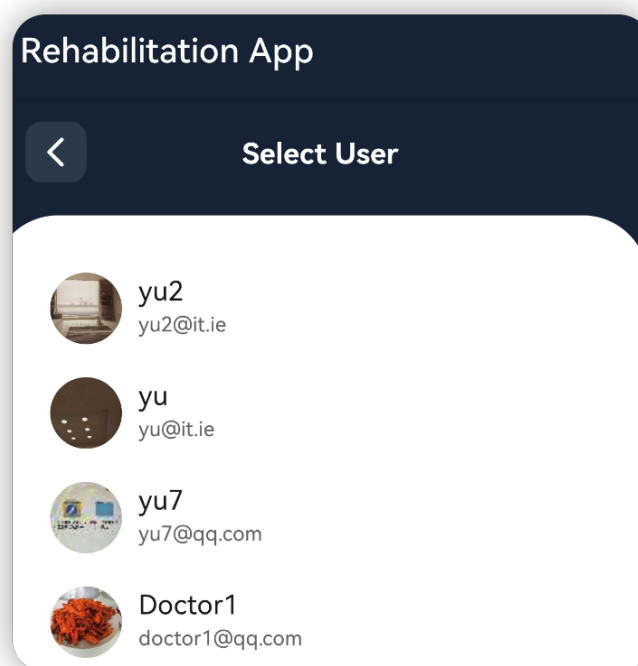 Rehabilitation App
Select User
yu2
yu2@it.ie
yu
yu@it.ie
yu7
yu7@qq.com
Doctor1
doctor1@qq.com